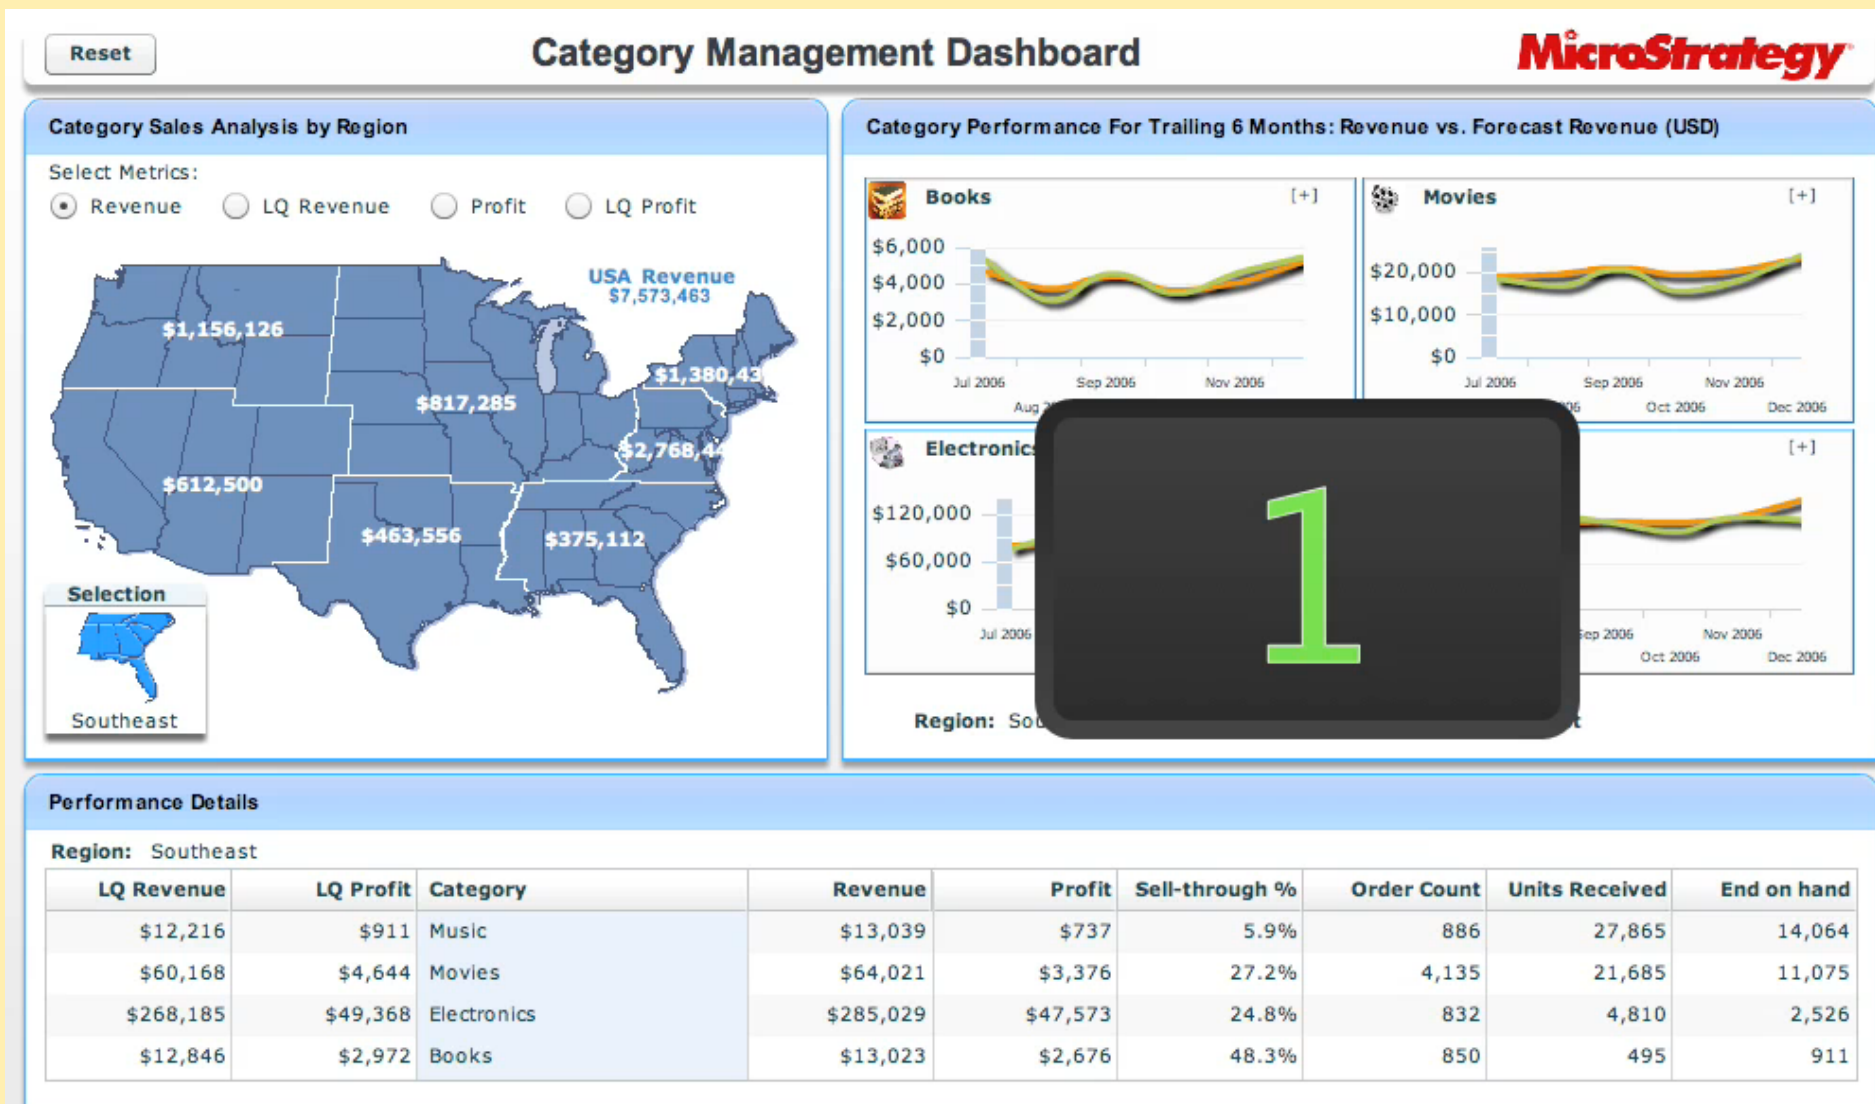 Reset
Category Management Dashboard
MicroStrategy
Category Sales Analysis by Region
Select Metrics:
Revenue LQ Revenue Profit LQ Profit
USA Revenue
$7,573,463
$1,156,126
$1,380,43
$817,285
$2,768,44
$612,500
$463,556
$375,112
Selection
Southeast
Category Performance For Trailing 6 Months: Revenue vs. Forecast Revenue (USD)
Books [+]
$6,000
$4,000
$2,000
$0
Jul 2006 Sep 2006 Nov 2006
Aug
Movies [+]
$20,000
$10,000
$0
Jul 2006 Sep 2006 Nov 2006
Oct 2006 Dec 2006
Electronics
$120,000
$60,000
$0
Jul 2006
[+]
Sep 2006 Nov 2006
Oct 2006 Dec 2006
1
Region:
Performance Details
Region: Southeast
LQ Revenue LQ Profit Category Revenue Profit Sell-through % Order Count Units Received End on hand
$12,216 $911 Music $13,039 $737 5.9% 886 27,865 14,064
$60,168 $4,644 Movies $64,021 $3,376 27.2% 4,135 21,685 11,075
$268,185 $49,368 Electronics $285,029 $47,573 24.8% 832 4,810 2,526
$12,846 $2,972 Books $13,023 $2,676 48.3% 850 495 911